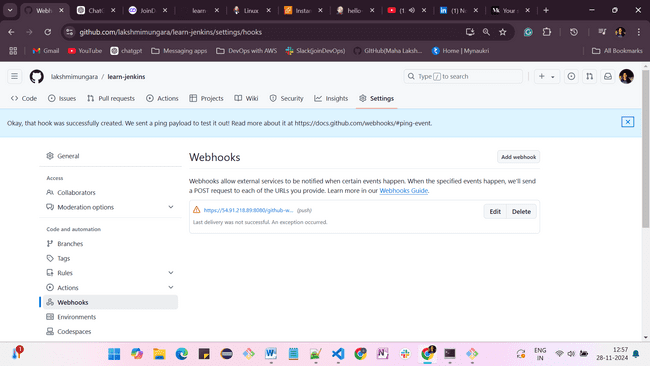 Webh
ChatG
JoinD
learn
Linux
Instan
hello
(1
(1) N
Your
github.com/lakshmimungara/learn-jenkins/settings/hooks
Gmail
YouTube
chatgpt
Messaging apps
DevOps with AWS
Slack(JoinDevOps)
GItHub(Maha Laksh...
Home | Mynaukri
All Bookmarks
lakshmimungara / learn-jenkins
Type / to search
Code
Issues
Pull requests
Actions
Projects
Wiki
Security
Insights
Settings
Okay, that hook was successfully created. We sent a ping payload to test it out! Read more about it at https://docs.github.com/webhooks/#ping-event.
General
Access
Collaborators
Moderation options
Code and automation
Branches
Tags
Rules
Actions
Webhooks
Environments
Codespaces
Webhooks
Add webhook
Webhooks allow external services to be notified when certain events happen. When the specified events happen, we'll send
a POST request to each of the URLs you provide. Learn more in our Webhooks Guide.
https://54.91.218.89:8080/github-w... (push)
Edit
Delete
Last delivery was not successful. An exception occurred.
ENG
IN
12:57
28-11-2024